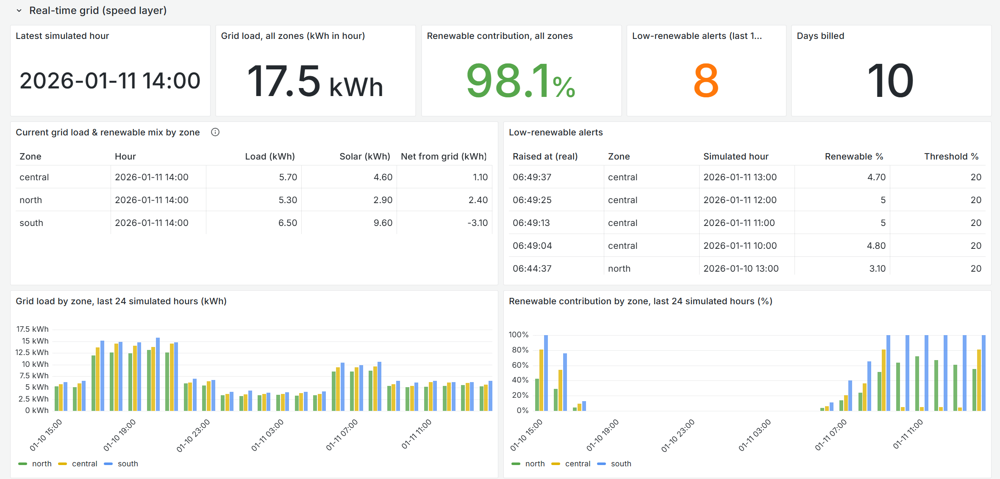 Real-time grid (speed layer)
Latest simulated hour
2026-01-11 14:00
Grid load, all zones (kWh in hour)
17.5 kWh
Renewable contribution, all zones
98.1%
Low-renewable alerts (last 1...
8
Days billed
10
Current grid load & renewable mix by zone
Zone Hour Load (kWh) Solar (kWh) Net from grid (kWh)
central 2026-01-11 14:00 5.70 4.60 1.10
north 2026-01-11 14:00 5.30 2.90 2.40
south 2026-01-11 14:00 6.50 9.60 -3.10
Low-renewable alerts
Raised at (real) Zone Simulated hour Renewable % Threshold %
06:49:37 central 2026-01-11 13:00 4.70 20
06:49:25 central 2026-01-11 12:00 5 20
06:49:13 central 2026-01-11 11:00 5 20
06:49:04 central 2026-01-11 10:00 4.80 20
06:44:37 north 2026-01-10 13:00 3.10 20
Grid load by zone, last 24 simulated hours (kWh)
17.5 kWh
15 kWh
12.5 kWh
10 kWh
7.5 kWh
5 kWh
2.5 kWh
0 kWh
01-10 15:00 01-10 19:00 01-10 23:00 01-11 03:00 01-11 07:00 01-11 11:00
north central south
Renewable contribution by zone, last 24 simulated hours (%)
100%
80%
60%
40%
20%
0%
01-10 15:00 01-10 19:00 01-10 23:00 01-11 03:00 01-11 07:00 01-11 11:00
north central south